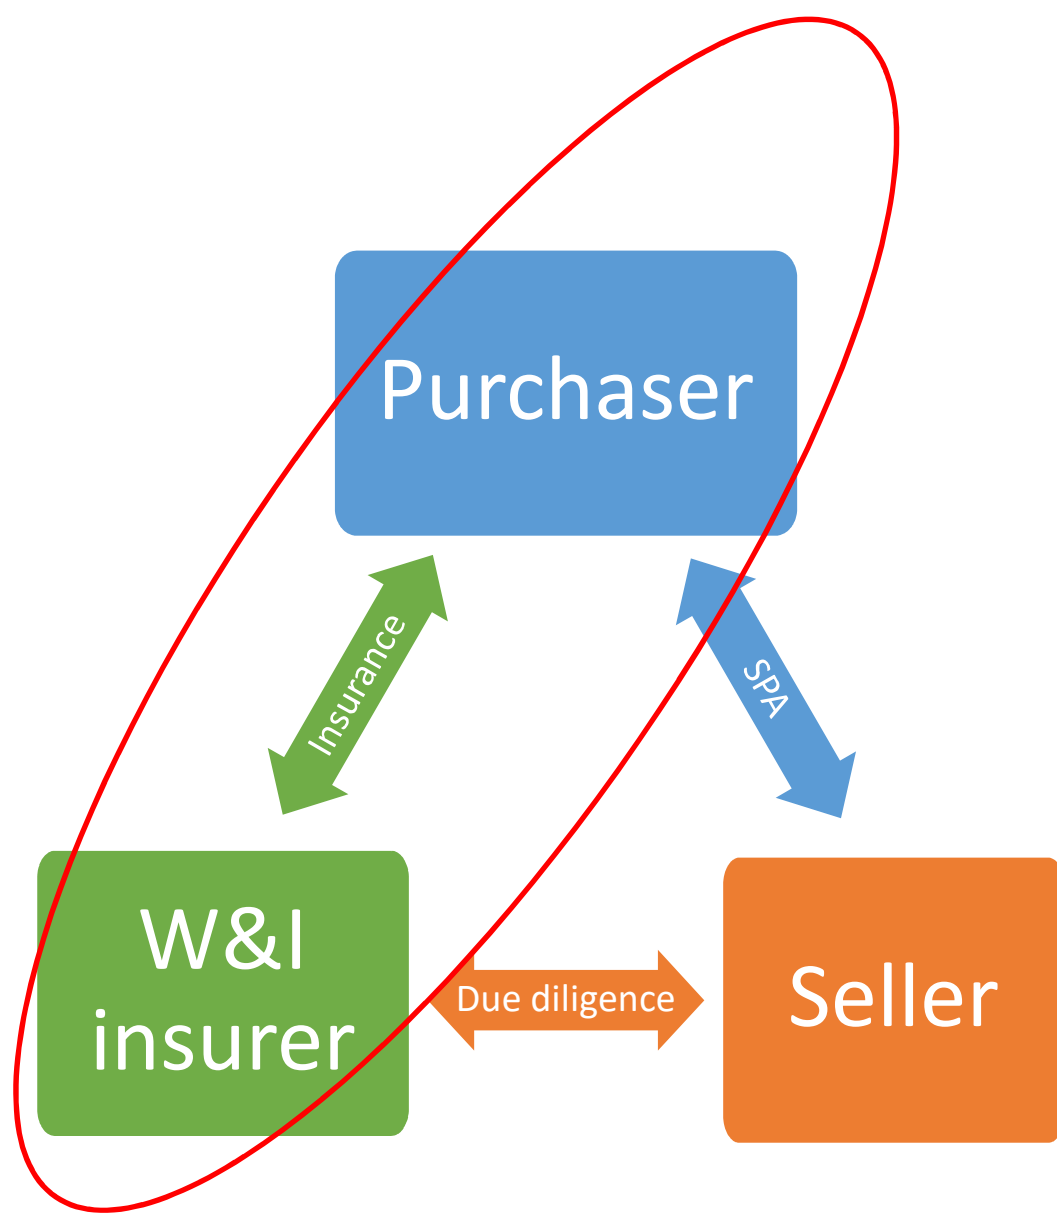 Purchaser
Insurance
SPA
W&I
insurer
Due diligence
Seller